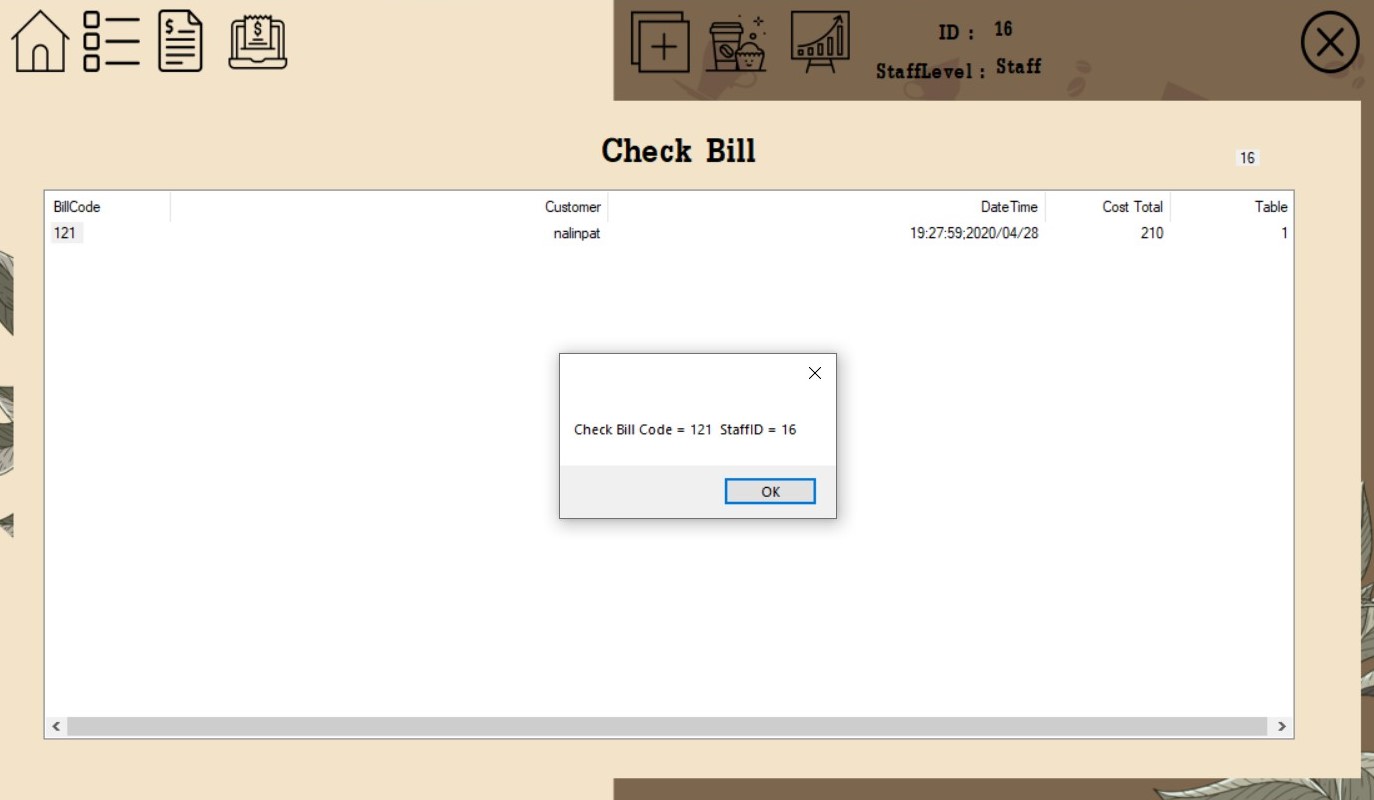 ID : 16
StaffLevel : Staff
Check Bill
16
BillCode Customer DateTime Cost Total Table
121 nalinpat 19:27:59;2020/04/28 210 1
Check Bill Code = 121 StaffID = 16
OK